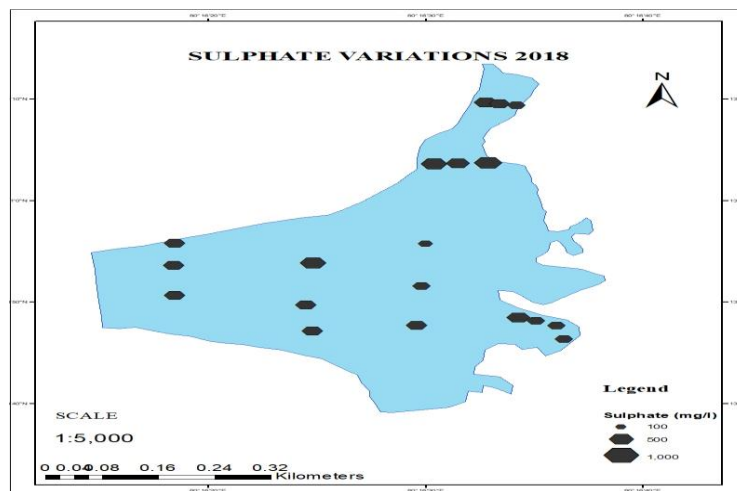 SULPHATE VARIATIONS 2018
N
Legend
Sulphate (mg/l)
100
500
1,000
SCALE
1:5,000
0 0.04 0.08 0.16 0.24 0.32
Kilometers